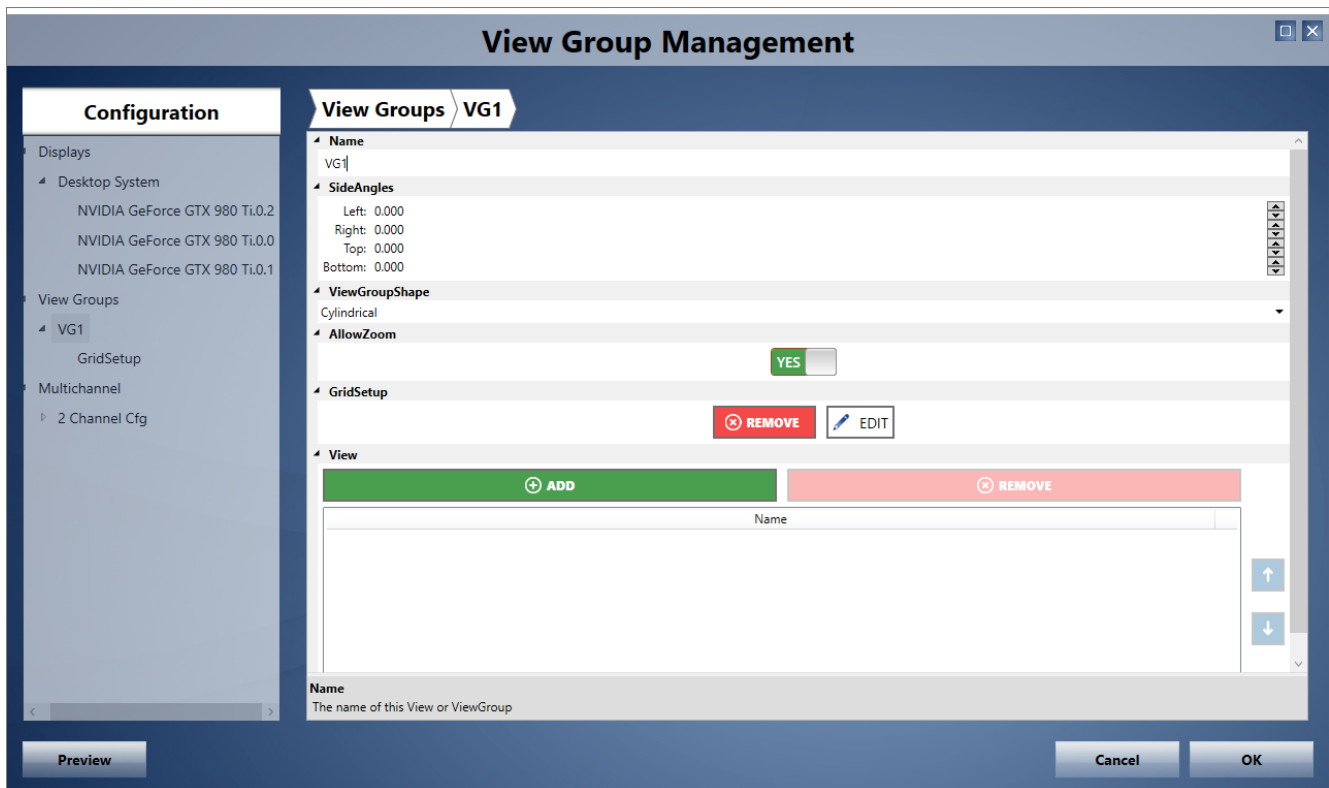 View Group Management
Configuration
Displays
Desktop System
NVIDIA GeForce GTX 980 Ti.0.2
NVIDIA GeForce GTX 980 Ti.0.0
NVIDIA GeForce GTX 980 Ti.0.1
View Groups
VG1
GridSetup
Multichannel
2 Channel Cfg
View Groups VG1
Name
VG1
SideAngles
Left: 0.000
Right: 0.000
Top: 0.000
Bottom: 0.000
ViewGroupShape
Cylindrical
AllowZoom
YES
GridSetup
REMOVE EDIT
View
ADD REMOVE
Name
Name
The name of this View or ViewGroup
Preview Cancel OK